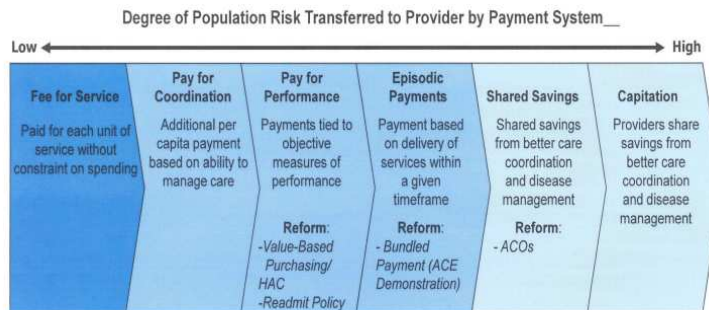 Degree of Population Risk Transferred to Provider by Payment System__
Low
High
Fee for Service
Paid for each unit of
service without
constraint on spending
Pay for
Coordination
Additional per
capita payment
based on ability to
manage care
Pay for
Performance
Payments tied to
objective
measures of
performance
Reform:
-Value-Based
Purchasing/
HAC
-Readmit Policy
Episodic
Payments
Payment based
on delivery of
services within
a given
timeframe
Reform:
- Bundled
Payment (ACE
Demonstration)
Shared Savings
Shared savings
from better care
coordination
and disease
management
Reform:
- ACOs
Capitation
Providers share
savings from
better care
coordination
and disease
management